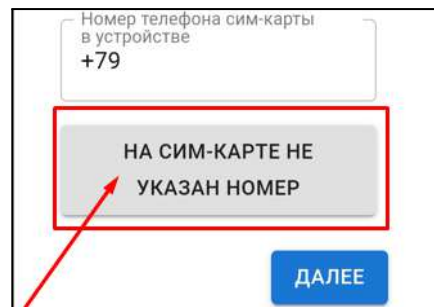 Номер телефона сим-карты
в устройстве
+79
НА СИМ-КАРТЕ НЕ
УКАЗАН НОМЕР
ДАЛЕЕ